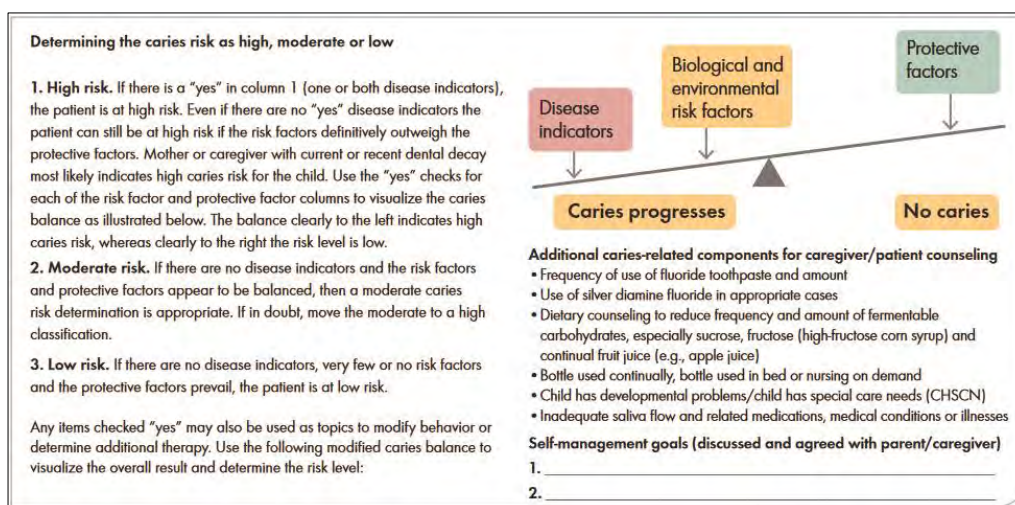 Determining the caries risk as high, moderate or low
1. High risk. If there is a "yes" in column 1 (one or both disease indicators),
the patient is at high risk. Even if there are no "yes" disease indicators the
patient can still be at high risk if the risk factors definitively outweigh the
protective factors. Mother or caregiver with current or recent dental decay
most likely indicates high caries risk for the child. Use the "yes" checks for
each of the risk factor and protective factor columns to visualize the caries
balance as illustrated below. The balance clearly to the left indicates high
caries risk, whereas clearly to the right the risk level is low.
2. Moderate risk. If there are no disease indicators and the risk factors
and protective factors appear to be balanced, then a moderate caries
risk determination is appropriate. If in doubt, move the moderate to a high
classification.
3. Low risk. If there are no disease indicators, very few or no risk factors
and the protective factors prevail, the patient is at low risk.
Any items checked "yes" may also be used as topics to modify behavior or
determine additional therapy. Use the following modified caries balance to
visualize the overall result and determine the risk level:
Disease
indicators
Biological and
environmental
risk factors
Protective
factors
Caries progresses
No caries
Additional caries-related components for caregiver/patient counseling
• Frequency of use of fluoride toothpaste and amount
• Use of silver diamine fluoride in appropriate cases
• Dietary counseling to reduce frequency and amount of fermentable
carbohydrates, especially sucrose, fructose (high-fructose corn syrup) and
continual fruit juice (e.g., apple juice)
• Bottle used continually, bottle used in bed or nursing on demand
• Child has developmental problems/child has special care needs (CHSCN)
• Inadequate saliva flow and related medications, medical conditions or illnesses
Self-management goals (discussed and agreed with parent/caregiver)
1.
2.